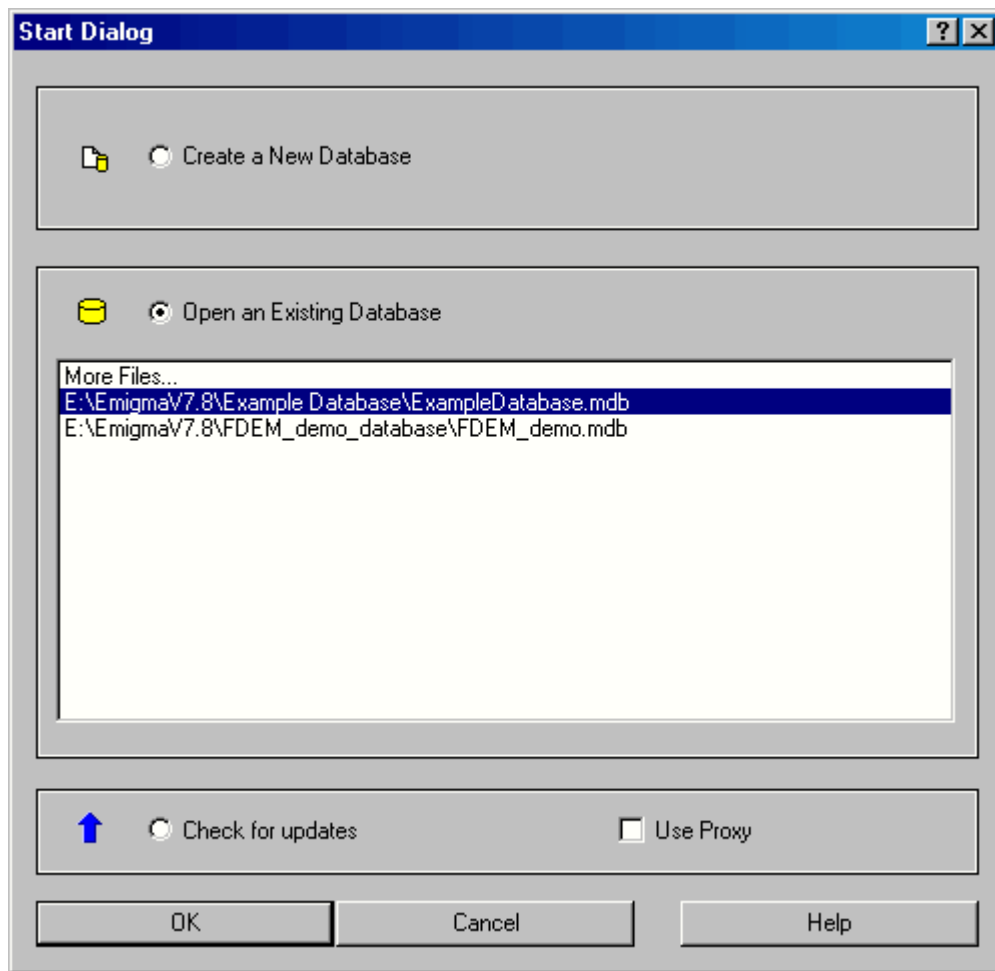 Start Dialog
Create a New Database
Open an Existing Database
More Files...
E:\EmigmaV7.8\Example Database\ExampleDatabase.mdb
E:\EmigmaV7.8\FDEM_demo_database\FDEM_demo.mdb
Check for updates Use Proxy
OK Cancel Help